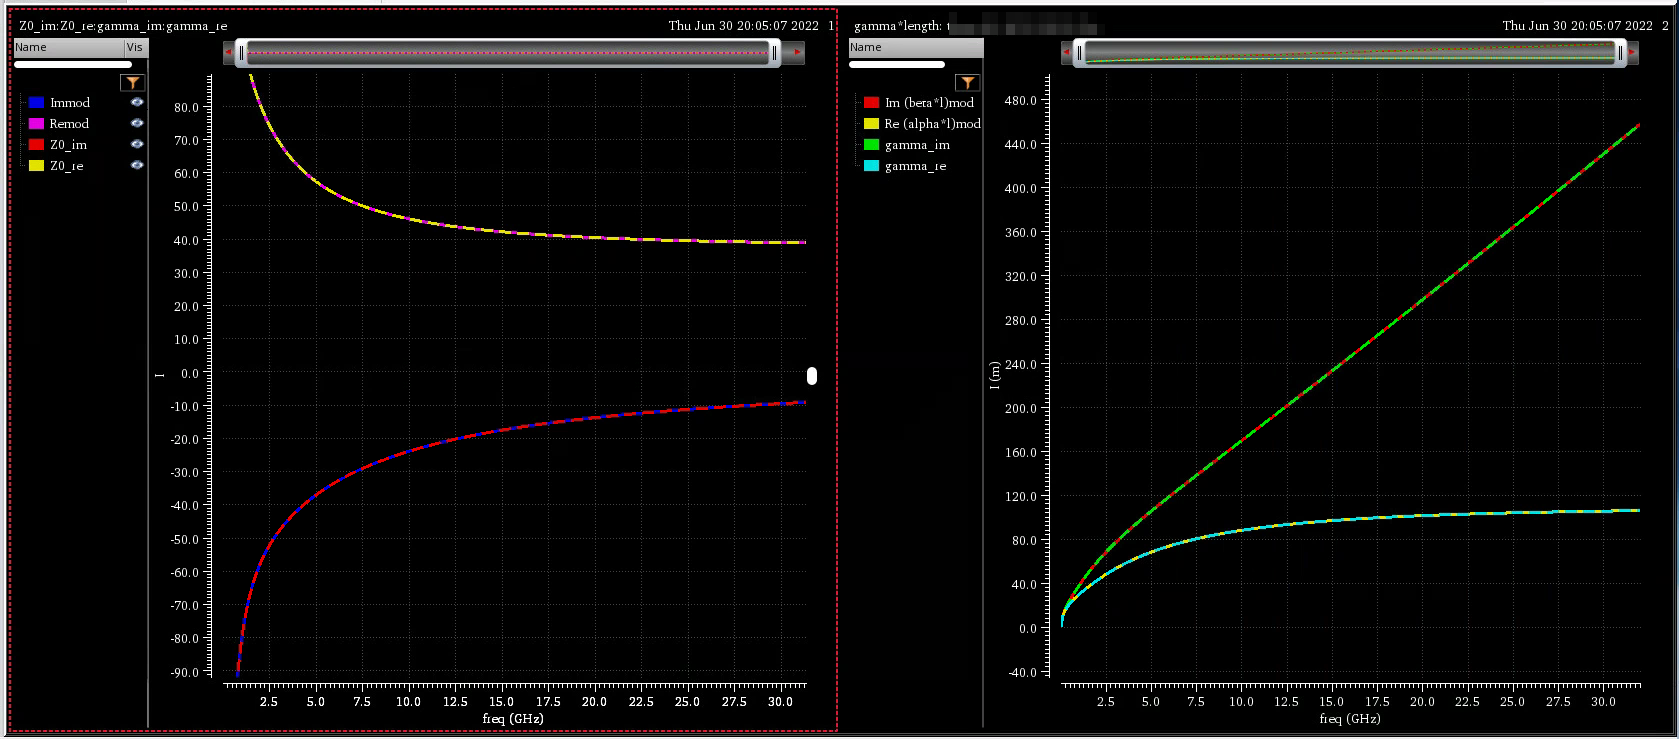 Z0_im:Z0_re:gamma_im:gamma_re
Thu Jun 30 20:05:07 2022 1
Name Vis
Immod
Remod
Z0_im
Z0_re
I
80.0
70.0
60.0
50.0
40.0
30.0
20.0
10.0
0.0
-10.0
-20.0
-30.0
-40.0
-50.0
-60.0
-70.0
-80.0
-90.0
2.5 5.0 7.5 10.0 12.5 15.0 17.5 20.0 22.5 25.0 27.5 30.0
freq (GHz)
gamma*length:
Thu Jun 30 20:05:07 2022 2
Name
Im (beta*l)mod
Re (alpha*l)mod
gamma_im
gamma_re
I (m)
480.0
440.0
400.0
360.0
320.0
280.0
240.0
200.0
160.0
120.0
80.0
40.0
0.0
-40.0
2.5 5.0 7.5 10.0 12.5 15.0 17.5 20.0 22.5 25.0 27.5 30.0
freq (GHz)